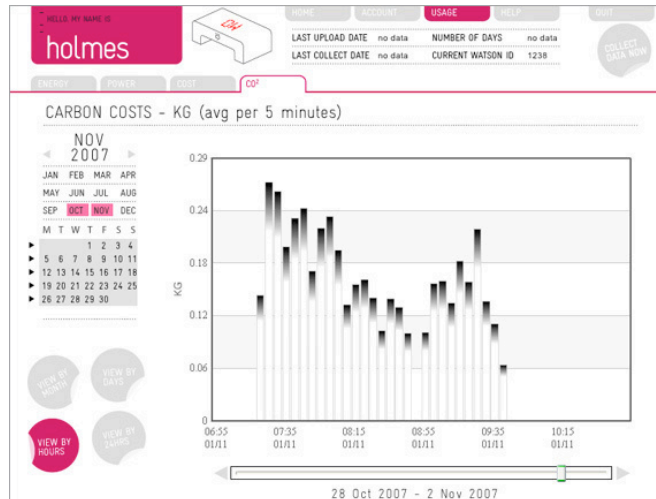 HELLO. MY NAME IS
holmes
HO
HOME ACCOUNT USAGE HELP QUIT
LAST UPLOAD DATE no data NUMBER OF DAYS no data
LAST COLLECT DATE no data CURRENT WATSON ID 1238
COLLECT
DATA NOW
ENERGY POWER COST CO²
CARBON COSTS - KG (avg per 5 minutes)
NOV
2007
JAN FEB MAR APR
MAY JUN JUL AUG
SEP OCT NOV DEC
M T W T F S S
1 2 3 4
5 6 7 8 9 10 11
12 13 14 15 16 17 18
19 20 21 22 23 24 25
26 27 28 29 30
VIEW BY
MONTH
VIEW BY
DAYS
VIEW BY
HOURS
VIEW BY
24HRS
KG
0.29
0.24
0.18
0.12
0.06
0
06:55 07:35 08:15 08:55 09:35 10:15
01/11 01/11 01/11 01/11 01/11 01/11
28 Oct 2007 - 2 Nov 2007